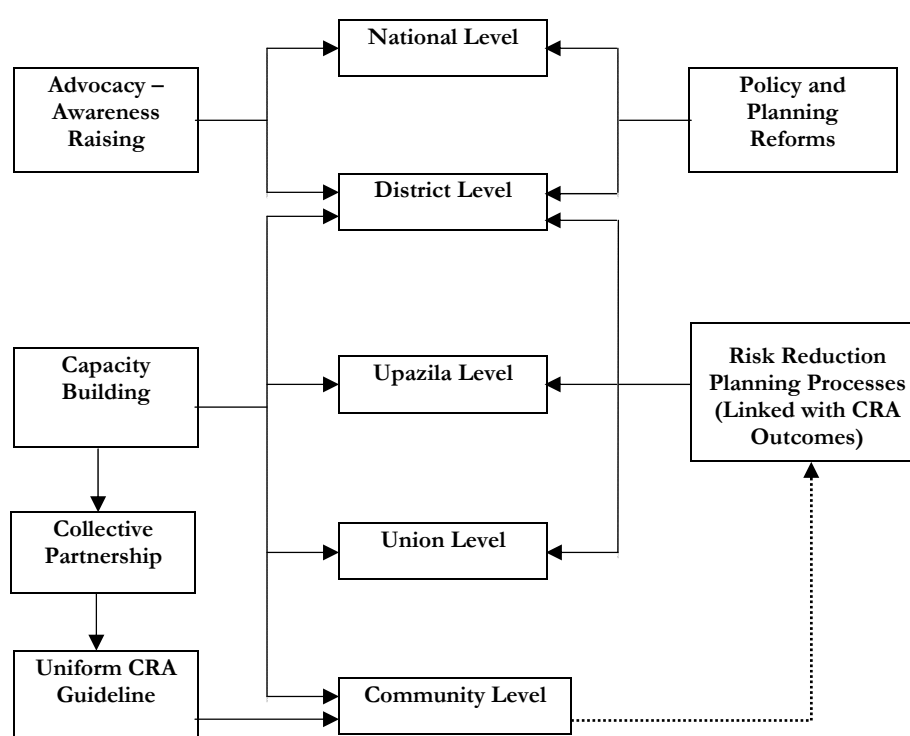 National Level
Advocacy –
Awareness
Raising
Policy and
Planning
Reforms
District Level
Capacity
Building
Upazila Level
Risk Reduction
Planning Processes
(Linked with CRA
Outcomes)
Collective
Partnership
Union Level
Uniform CRA
Guideline
Community Level